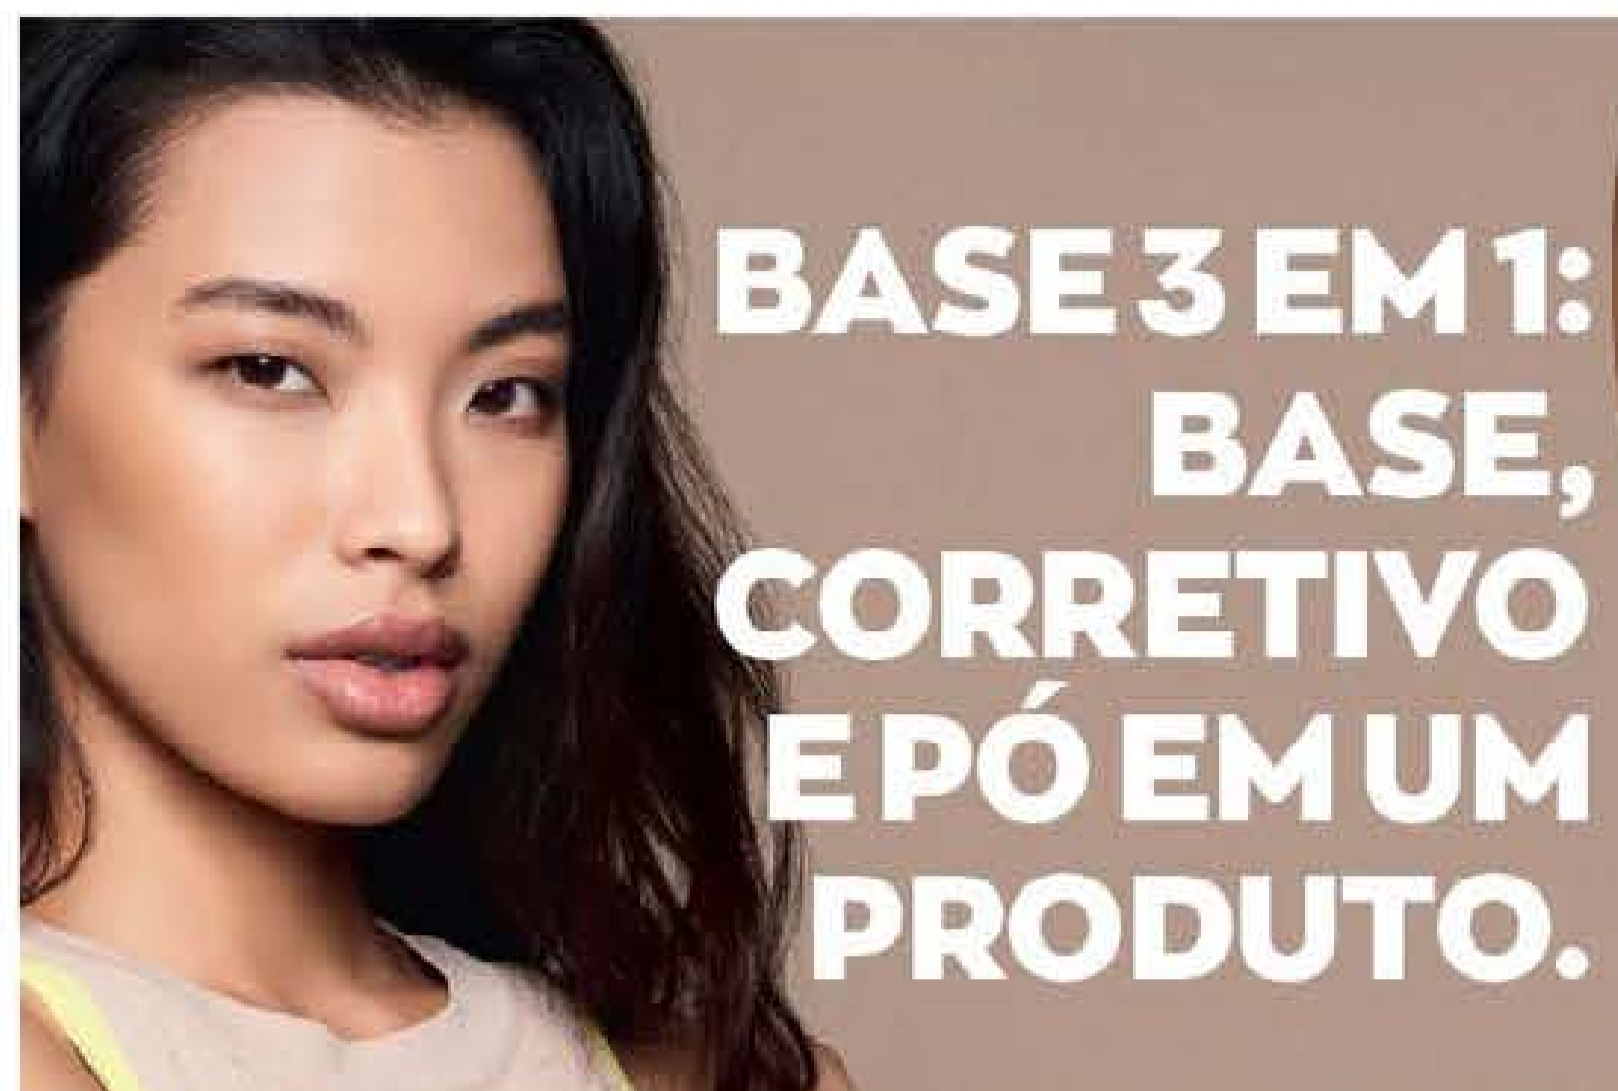 BASE 3 EM 1:
BASE,
CORRETIVO
E PÓ EM UM
PRODUTO.